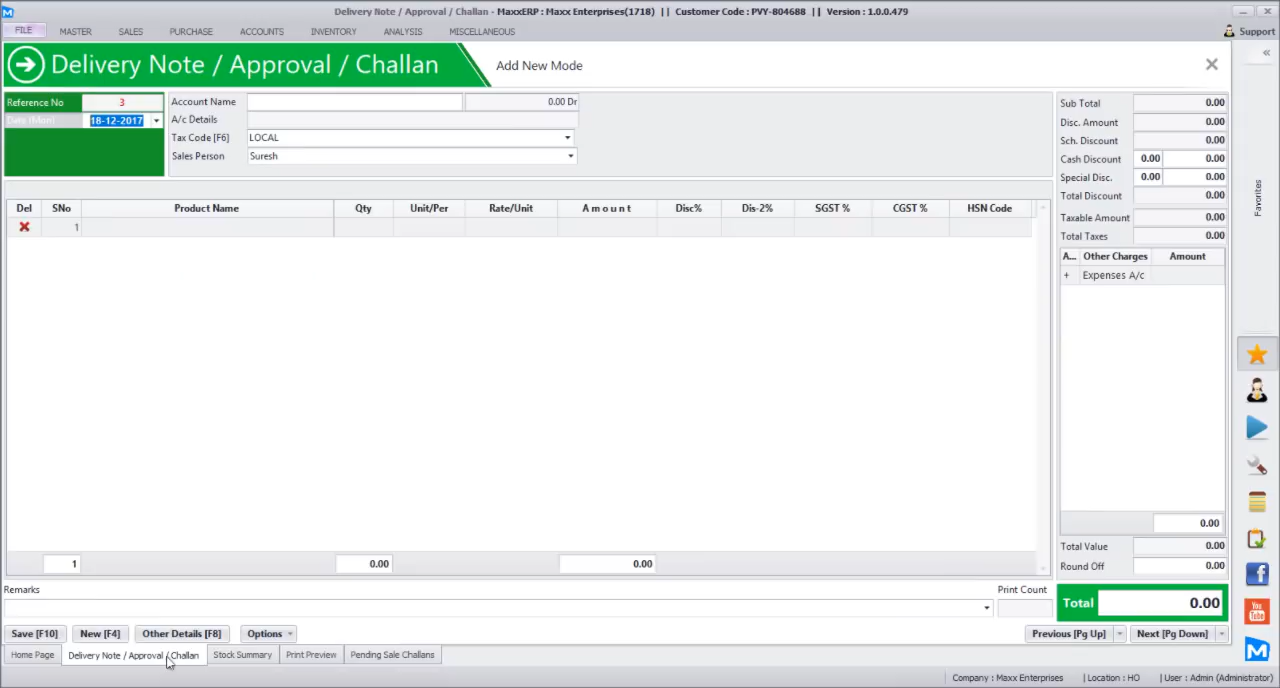 Delivery Note / Approval / Challan - MaxxERP : Maxx Enterprises(1718) || Customer Code : PVY-804688 || Version : 1.0.0.479
FILE MASTER SALES PURCHASE ACCOUNTS INVENTORY ANALYSIS MISCELLANEOUS Support
Delivery Note / Approval / Challan Add New Mode
Reference No 3 Account Name 0.00 Dr Sub Total 0.00
Date (Mon) 18-12-2017 A/c Details Disc. Amount 0.00
Tax Code [F6] LOCAL Sch. Discount 0.00
Sales Person Suresh Cash Discount 0.00 0.00
Special Disc. 0.00 0.00
Total Discount 0.00
Del SNo Product Name Qty Unit/Per Rate/Unit A m o u n t Disc% Dis-2% SGST % CGST % HSN Code
1
Taxable Amount 0.00
Total Taxes 0.00
A... Other Charges Amount
+ Expenses A/c
Favorites
0.00
Total Value 0.00
Round Off 0.00
1 0.00 0.00
Remarks Print Count
Total 0.00
Save [F10] New [F4] Other Details [F8] Options Previous [Pg Up] Next [Pg Down]
Home Page Delivery Note / Approval / Challan Stock Summary Print Preview Pending Sale Challans
You
Tube
Company : Maxx Enterprises | Location : HO | User : Admin (Administrator)